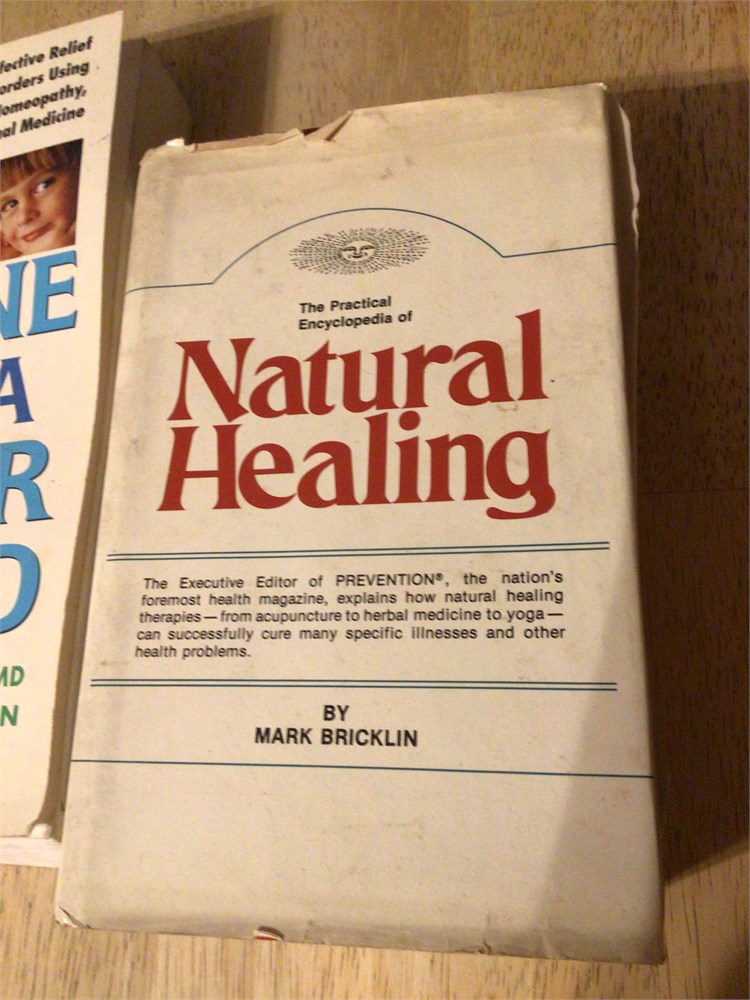 fective Relief
orders Using
omeopathy,
al Medicine
NE
A
R
D
MD
N
The Practical
Encyclopedia of
Natural
Healing
The Executive Editor of PREVENTION®, the nation's
foremost health magazine, explains how natural healing
therapies — from acupuncture to herbal medicine to yoga —
can successfully cure many specific illnesses and other
health problems.
BY
MARK BRICKLIN